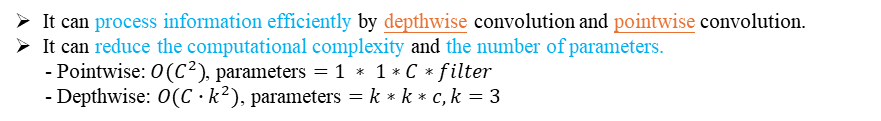 ➢ It can process information efficiently by depthwise convolution and pointwise convolution.
➢ It can reduce the computational complexity and the number of parameters.
- Pointwise: O(C²), parameters = 1 * 1 * C * filter
- Depthwise: O(C · k²), parameters = k * k * c, k = 3